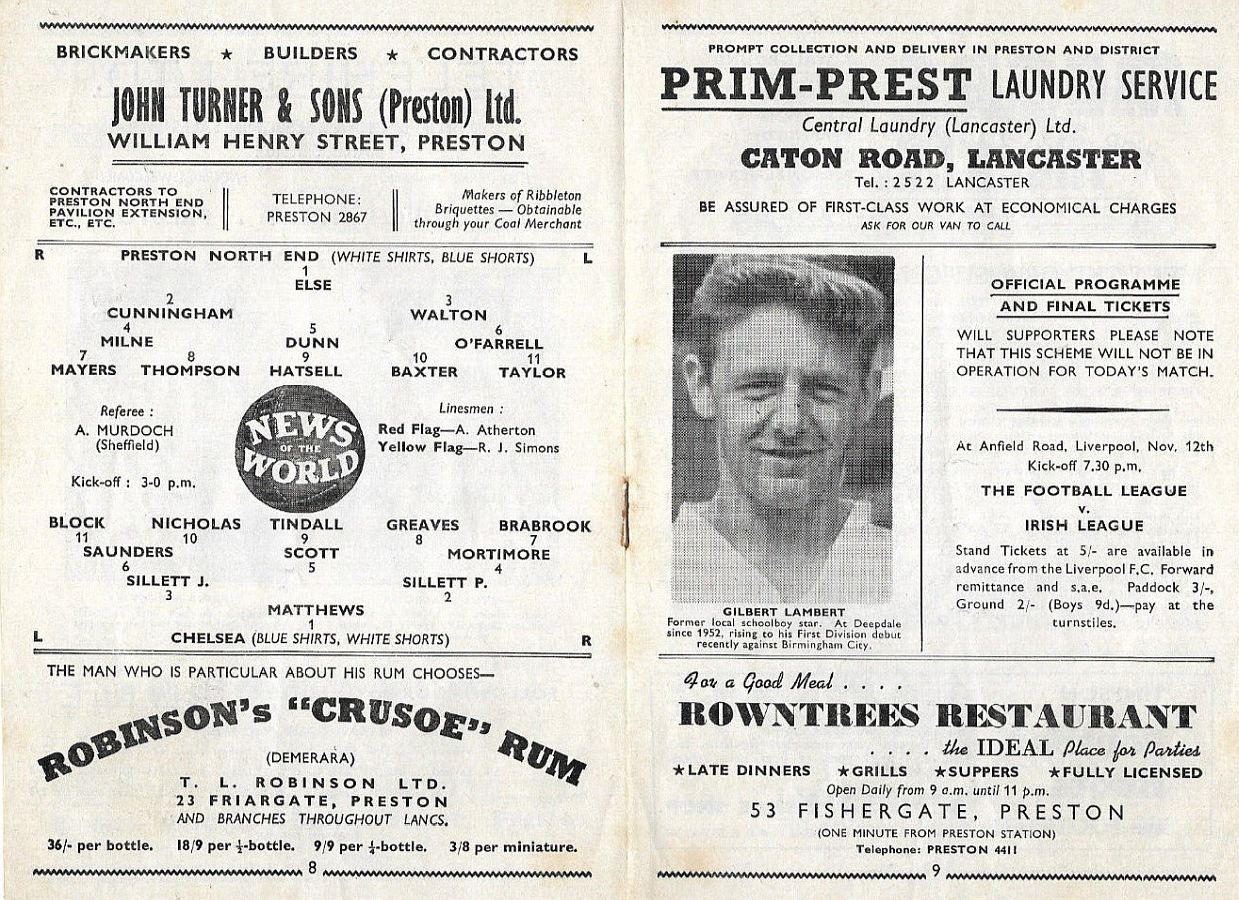 BRICKMAKERS ★ BUILDERS ★ CONTRACTORS
JOHN TURNER & SONS (Preston) Ltd.
WILLIAM HENRY STREET, PRESTON
CONTRACTORS TO
PRESTON NORTH END
PAVILION EXTENSION,
ETC., ETC.
TELEPHONE:
PRESTON 2867
Makers of Ribbleton
Briquettes — Obtainable
through your Coal Merchant
R PRESTON NORTH END (WHITE SHIRTS, BLUE SHORTS) L
1
ELSE
2 3
CUNNINGHAM WALTON
4 5 6
MILNE DUNN O'FARRELL
7 8 9 10 11
MAYERS THOMPSON HATSELL BAXTER TAYLOR
Referee :
A. MURDOCH
(Sheffield)
Kick-off : 3-0 p.m.
NEWS
OF THE
WORLD
Linesmen :
Red Flag—A. Atherton
Yellow Flag—R. J. Simons
BLOCK NICHOLAS TINDALL GREAVES BRABROOK
11 10 9 8 7
SAUNDERS SCOTT MORTIMORE
6 5 4
SILLETT J. SILLETT P.
3 2
MATTHEWS
1
L CHELSEA (BLUE SHIRTS, WHITE SHORTS) R
THE MAN WHO IS PARTICULAR ABOUT HIS RUM CHOOSES—
ROBINSON's “CRUSOE” RUM
(DEMERARA)
T. L. ROBINSON LTD.
23 FRIARGATE, PRESTON
AND BRANCHES THROUGHOUT LANCS.
36/- per bottle. 18/9 per ½-bottle. 9/9 per ¼-bottle. 3/8 per miniature.
8
PROMPT COLLECTION AND DELIVERY IN PRESTON AND DISTRICT
PRIM-PREST LAUNDRY SERVICE
Central Laundry (Lancaster) Ltd.
CATON ROAD, LANCASTER
Tel. : 2522 LANCASTER
BE ASSURED OF FIRST-CLASS WORK AT ECONOMICAL CHARGES
ASK FOR OUR VAN TO CALL
GILBERT LAMBERT
Former local schoolboy star. At Deepdale
since 1952, rising to his First Division debut
recently against Birmingham City.
OFFICIAL PROGRAMME
AND FINAL TICKETS
WILL SUPPORTERS PLEASE NOTE
THAT THIS SCHEME WILL NOT BE IN
OPERATION FOR TODAY'S MATCH.
At Anfield Road, Liverpool, Nov. 12th
Kick-off 7.30 p.m.
THE FOOTBALL LEAGUE
v.
IRISH LEAGUE
Stand Tickets at 5/- are available in
advance from the Liverpool F.C. Forward
remittance and s.a.e. Paddock 3/-,
Ground 2/- (Boys 9d.)—pay at the
turnstiles.
For a Good Meal . . . .
ROWNTREES RESTAURANT
. . . . the IDEAL Place for Parties
★LATE DINNERS ★GRILLS ★SUPPERS ★FULLY LICENSED
Open Daily from 9 a.m. until 11 p.m.
53 FISHERGATE, PRESTON
(ONE MINUTE FROM PRESTON STATION)
Telephone: PRESTON 4411
9